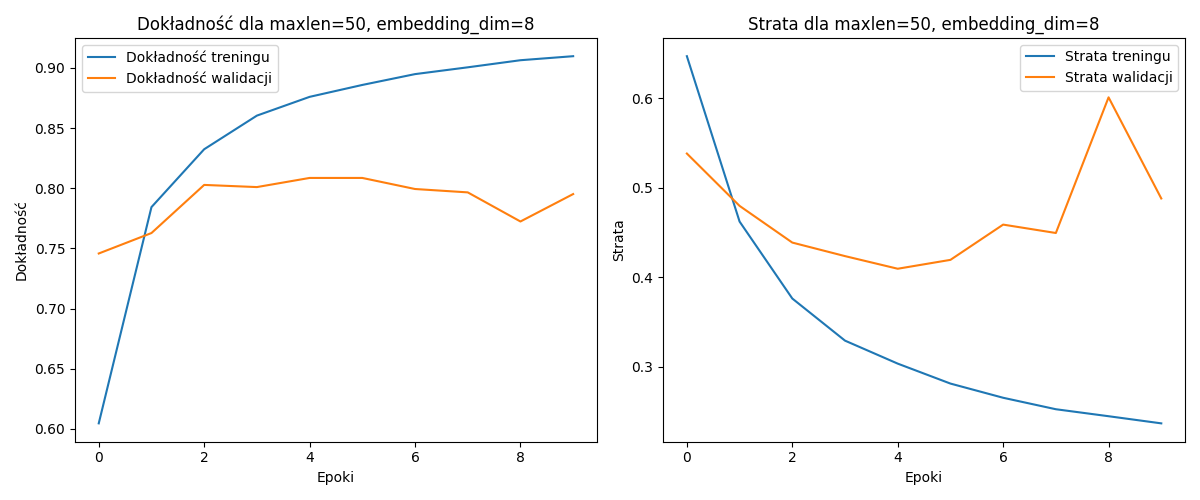 Dokładność dla maxlen=50, embedding_dim=8
Dokładność treningu
Dokładność walidacji
0.90
0.85
0.80
0.75
0.70
0.65
0.60
Dokładność
0 2 4 6 8
Epoki
Strata dla maxlen=50, embedding_dim=8
Strata treningu
Strata walidacji
0.6
0.5
0.4
0.3
Strata
0 2 4 6 8
Epoki